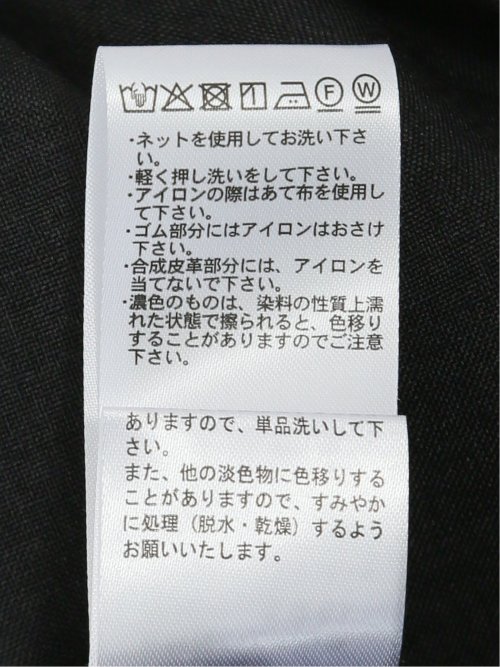 F W
・ネットを使用してお洗い下さ
い。
・軽く押し洗いをして下さい。
・アイロンの際はあて布を使用し
て下さい。
・ゴム部分にはアイロンはおさけ
下さい。
・合成皮革部分には、アイロンを
当てないで下さい。
・濃色のものは、染料の性質上濡
れた状態で擦られると、色移り
することがありますのでご注意
下さい。
ありますので、単品洗いして下
さい。
また、他の淡色物に色移りする
ことがありますので、すみやか
に処理（脱水・乾燥）するよう
お願いいたします。